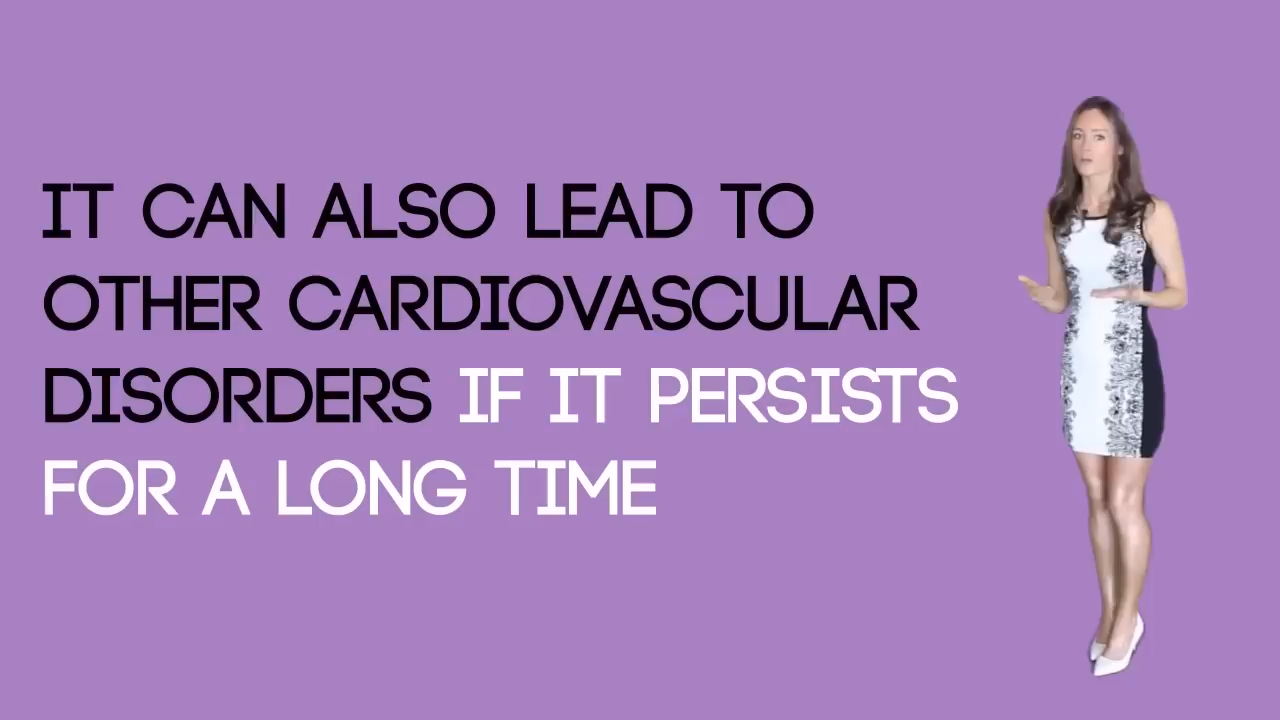 IT CAN ALSO LEAD TO
OTHER CARDIOVASCULAR
DISORDERS IF IT PERSISTS
FOR A LONG TIME